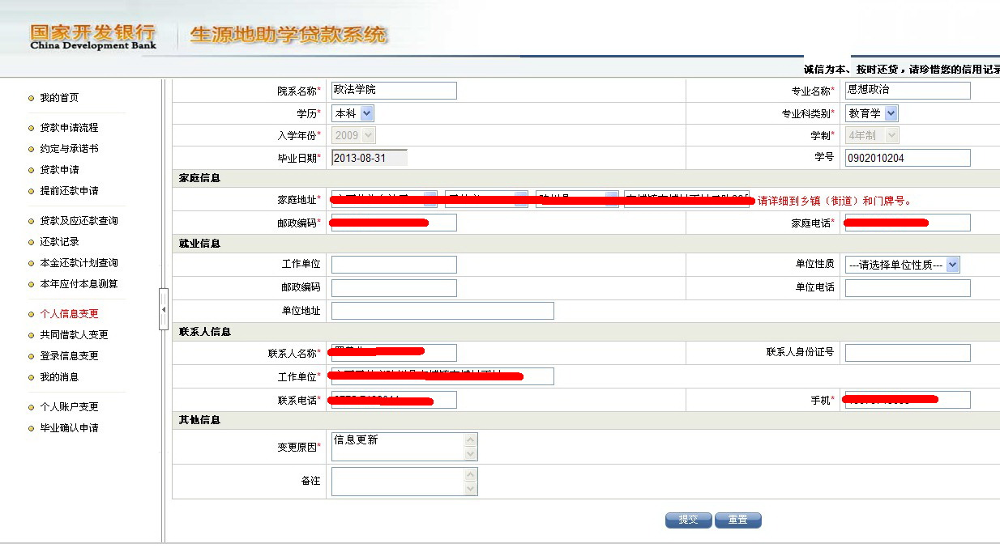 国家开发银行
China Development Bank
生源地助学贷款系统
诚信为本、按时还贷，请珍惜您的信用记录
我的首页
贷款申请流程
约定与承诺书
贷款申请
提前还款申请
贷款及应还款查询
还款记录
本金还款计划查询
本年应付本息测算
个人信息变更
共同借款人变更
登录信息变更
我的消息
个人账户变更
毕业确认申请
院系名称* 政法学院 专业名称* 思想政治
学历* 本科 专业科类别* 教育学
入学年份* 2009 学制* 4年制
毕业日期* 2013-08-31 学号 0902010204
家庭信息
家庭地址* 请详细到乡镇（街道）和门牌号。
邮政编码* 家庭电话*
就业信息
工作单位 单位性质 ---请选择单位性质---
邮政编码 单位电话
单位地址
联系人信息
联系人名称* 联系人身份证号
工作单位*
联系电话* 手机*
其他信息
变更原因* 信息更新
备注
提交 重置